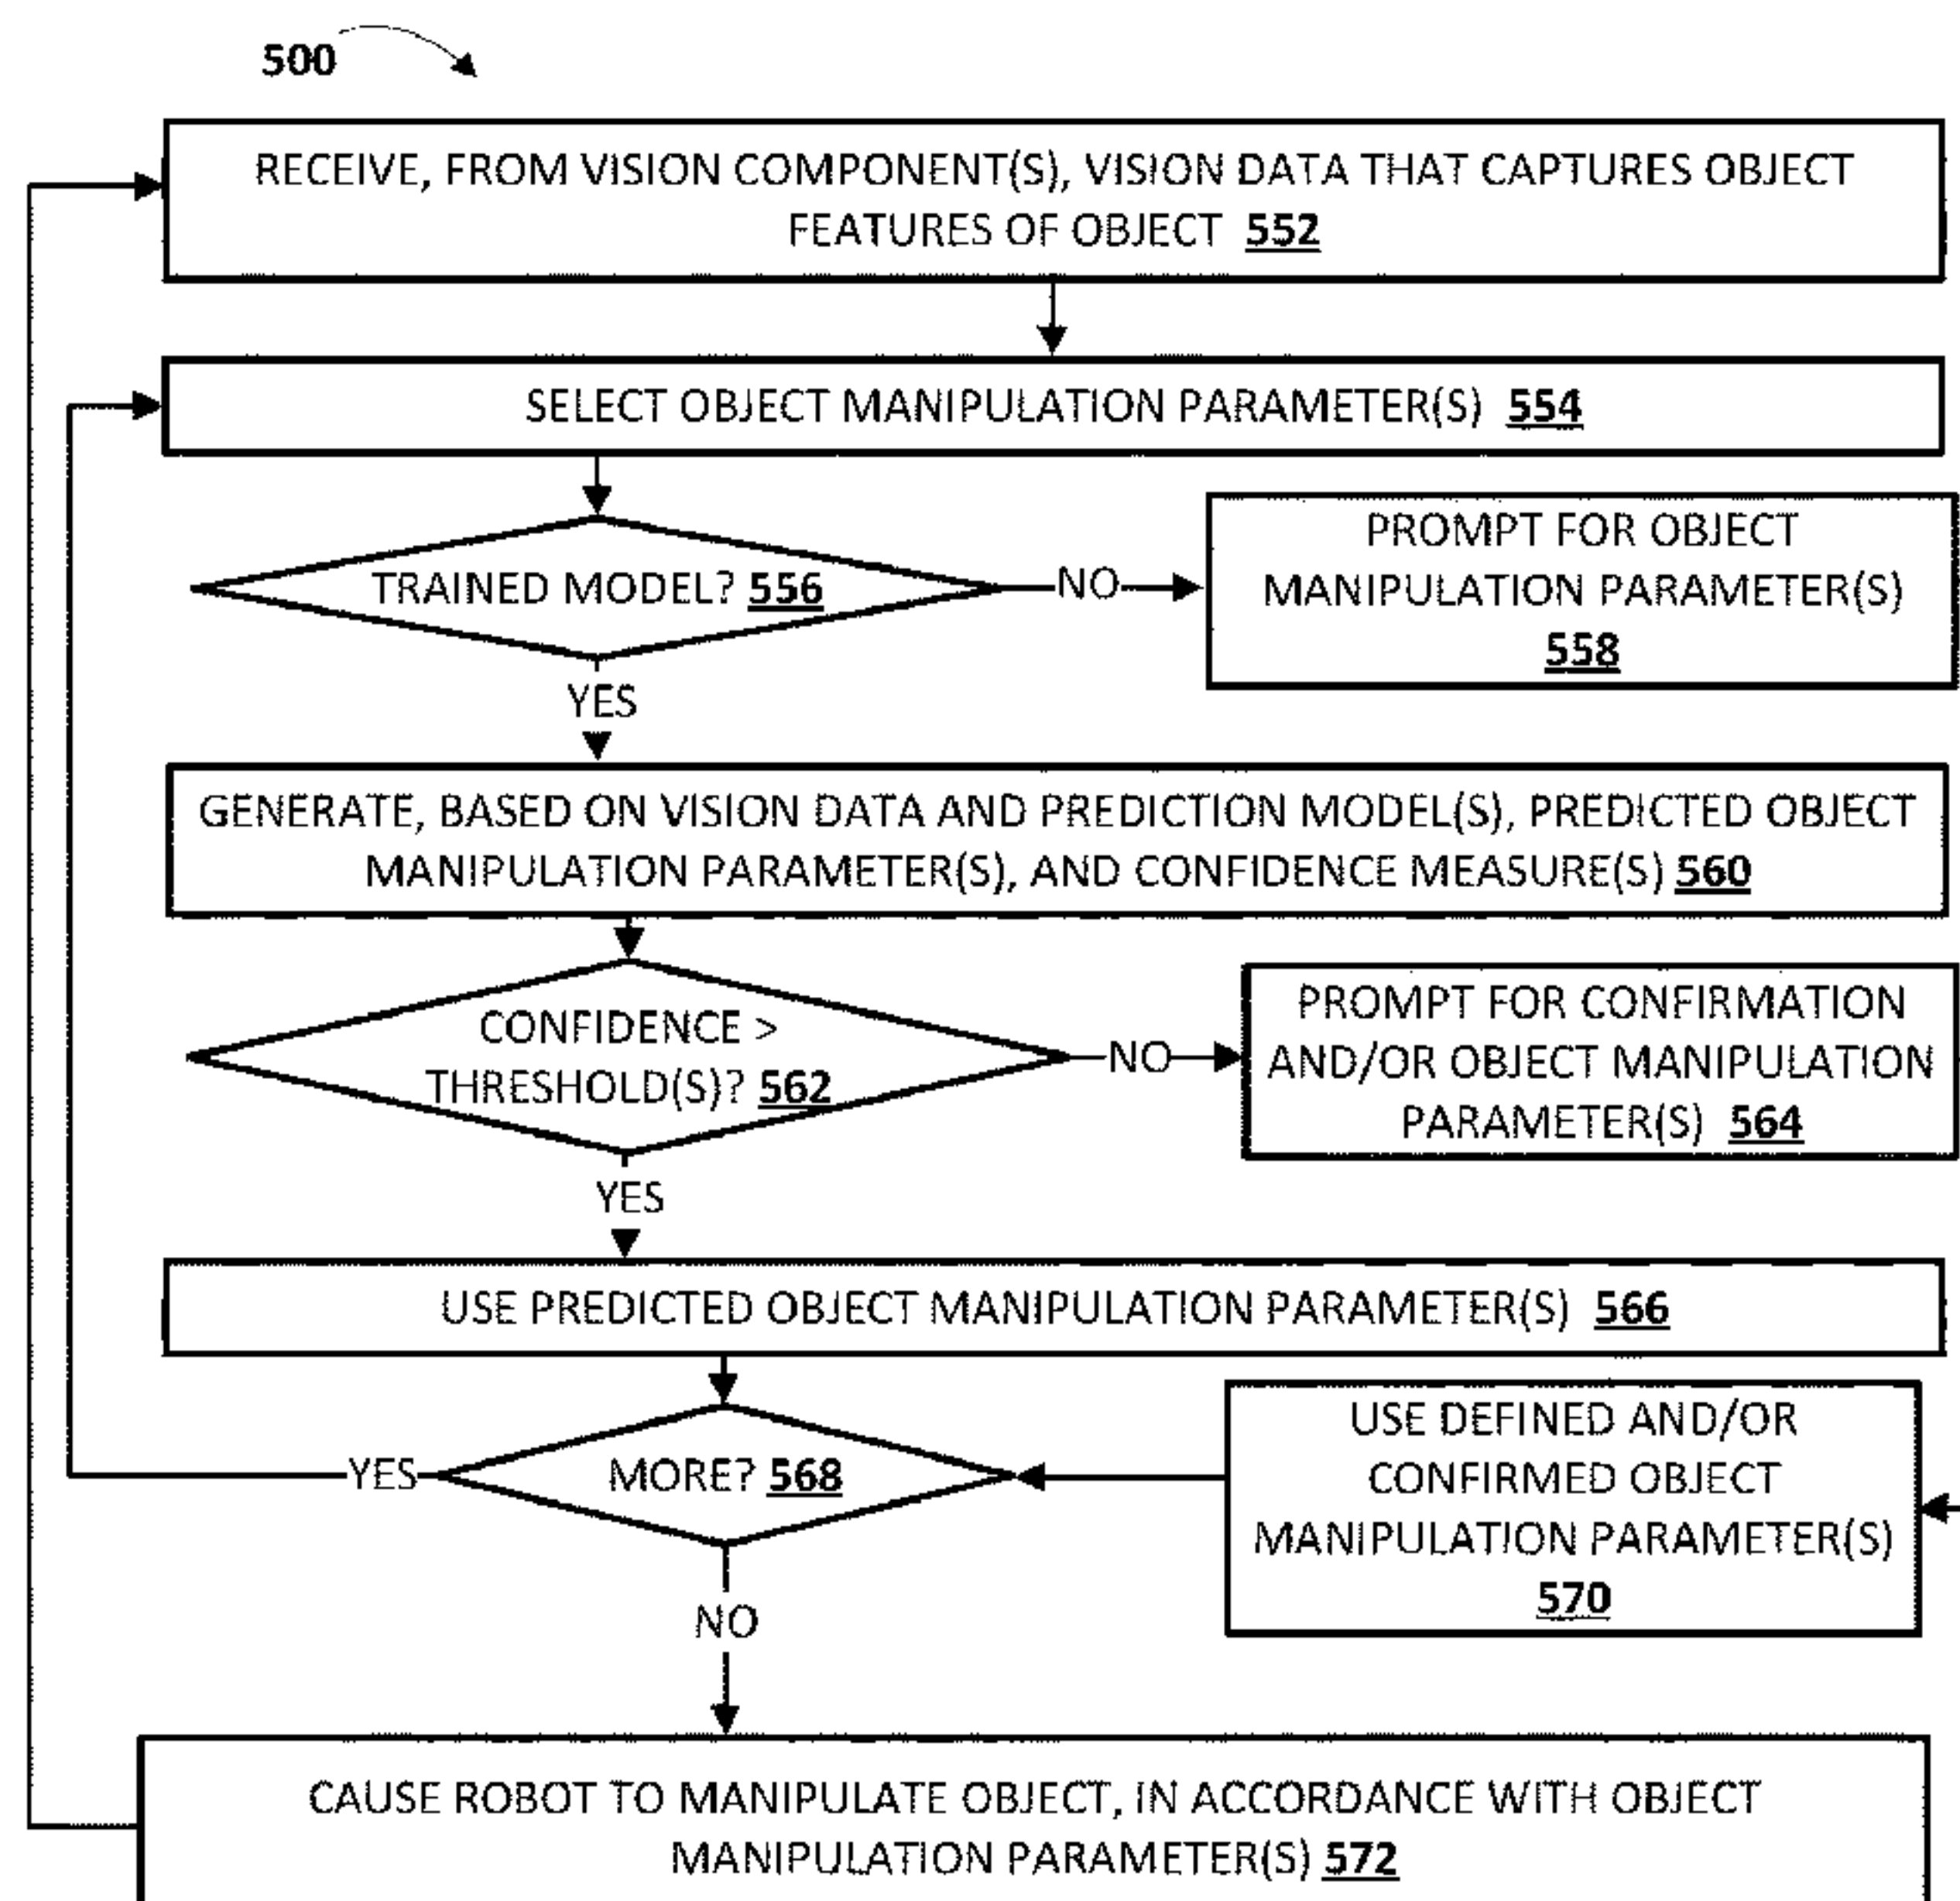 500
RECEIVE, FROM VISION COMPONENT(S), VISION DATA THAT CAPTURES OBJECT
FEATURES OF OBJECT 552
SELECT OBJECT MANIPULATION PARAMETER(S) 554
TRAINED MODEL? 556
NO
PROMPT FOR OBJECT
MANIPULATION PARAMETER(S)
558
YES
GENERATE, BASED ON VISION DATA AND PREDICTION MODEL(S), PREDICTED OBJECT
MANIPULATION PARAMETER(S), AND CONFIDENCE MEASURE(S) 560
CONFIDENCE >
THRESHOLD(S)? 562
NO
PROMPT FOR CONFIRMATION
AND/OR OBJECT MANIPULATION
PARAMETER(S) 564
YES
USE PREDICTED OBJECT MANIPULATION PARAMETER(S) 566
YES
MORE? 568
USE DEFINED AND/OR
CONFIRMED OBJECT
MANIPULATION PARAMETER(S)
570
NO
CAUSE ROBOT TO MANIPULATE OBJECT, IN ACCORDANCE WITH OBJECT
MANIPULATION PARAMETER(S) 572